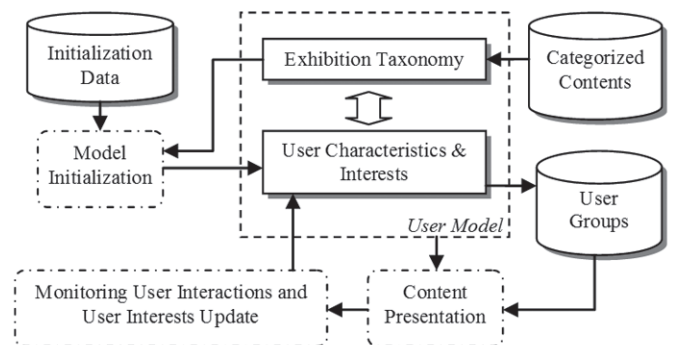 Initialization
Data
Exhibition Taxonomy
Categorized
Contents
Model
Initialization
User Characteristics &
Interests
User
Groups
User Model
Monitoring User Interactions and
User Interests Update
Content
Presentation